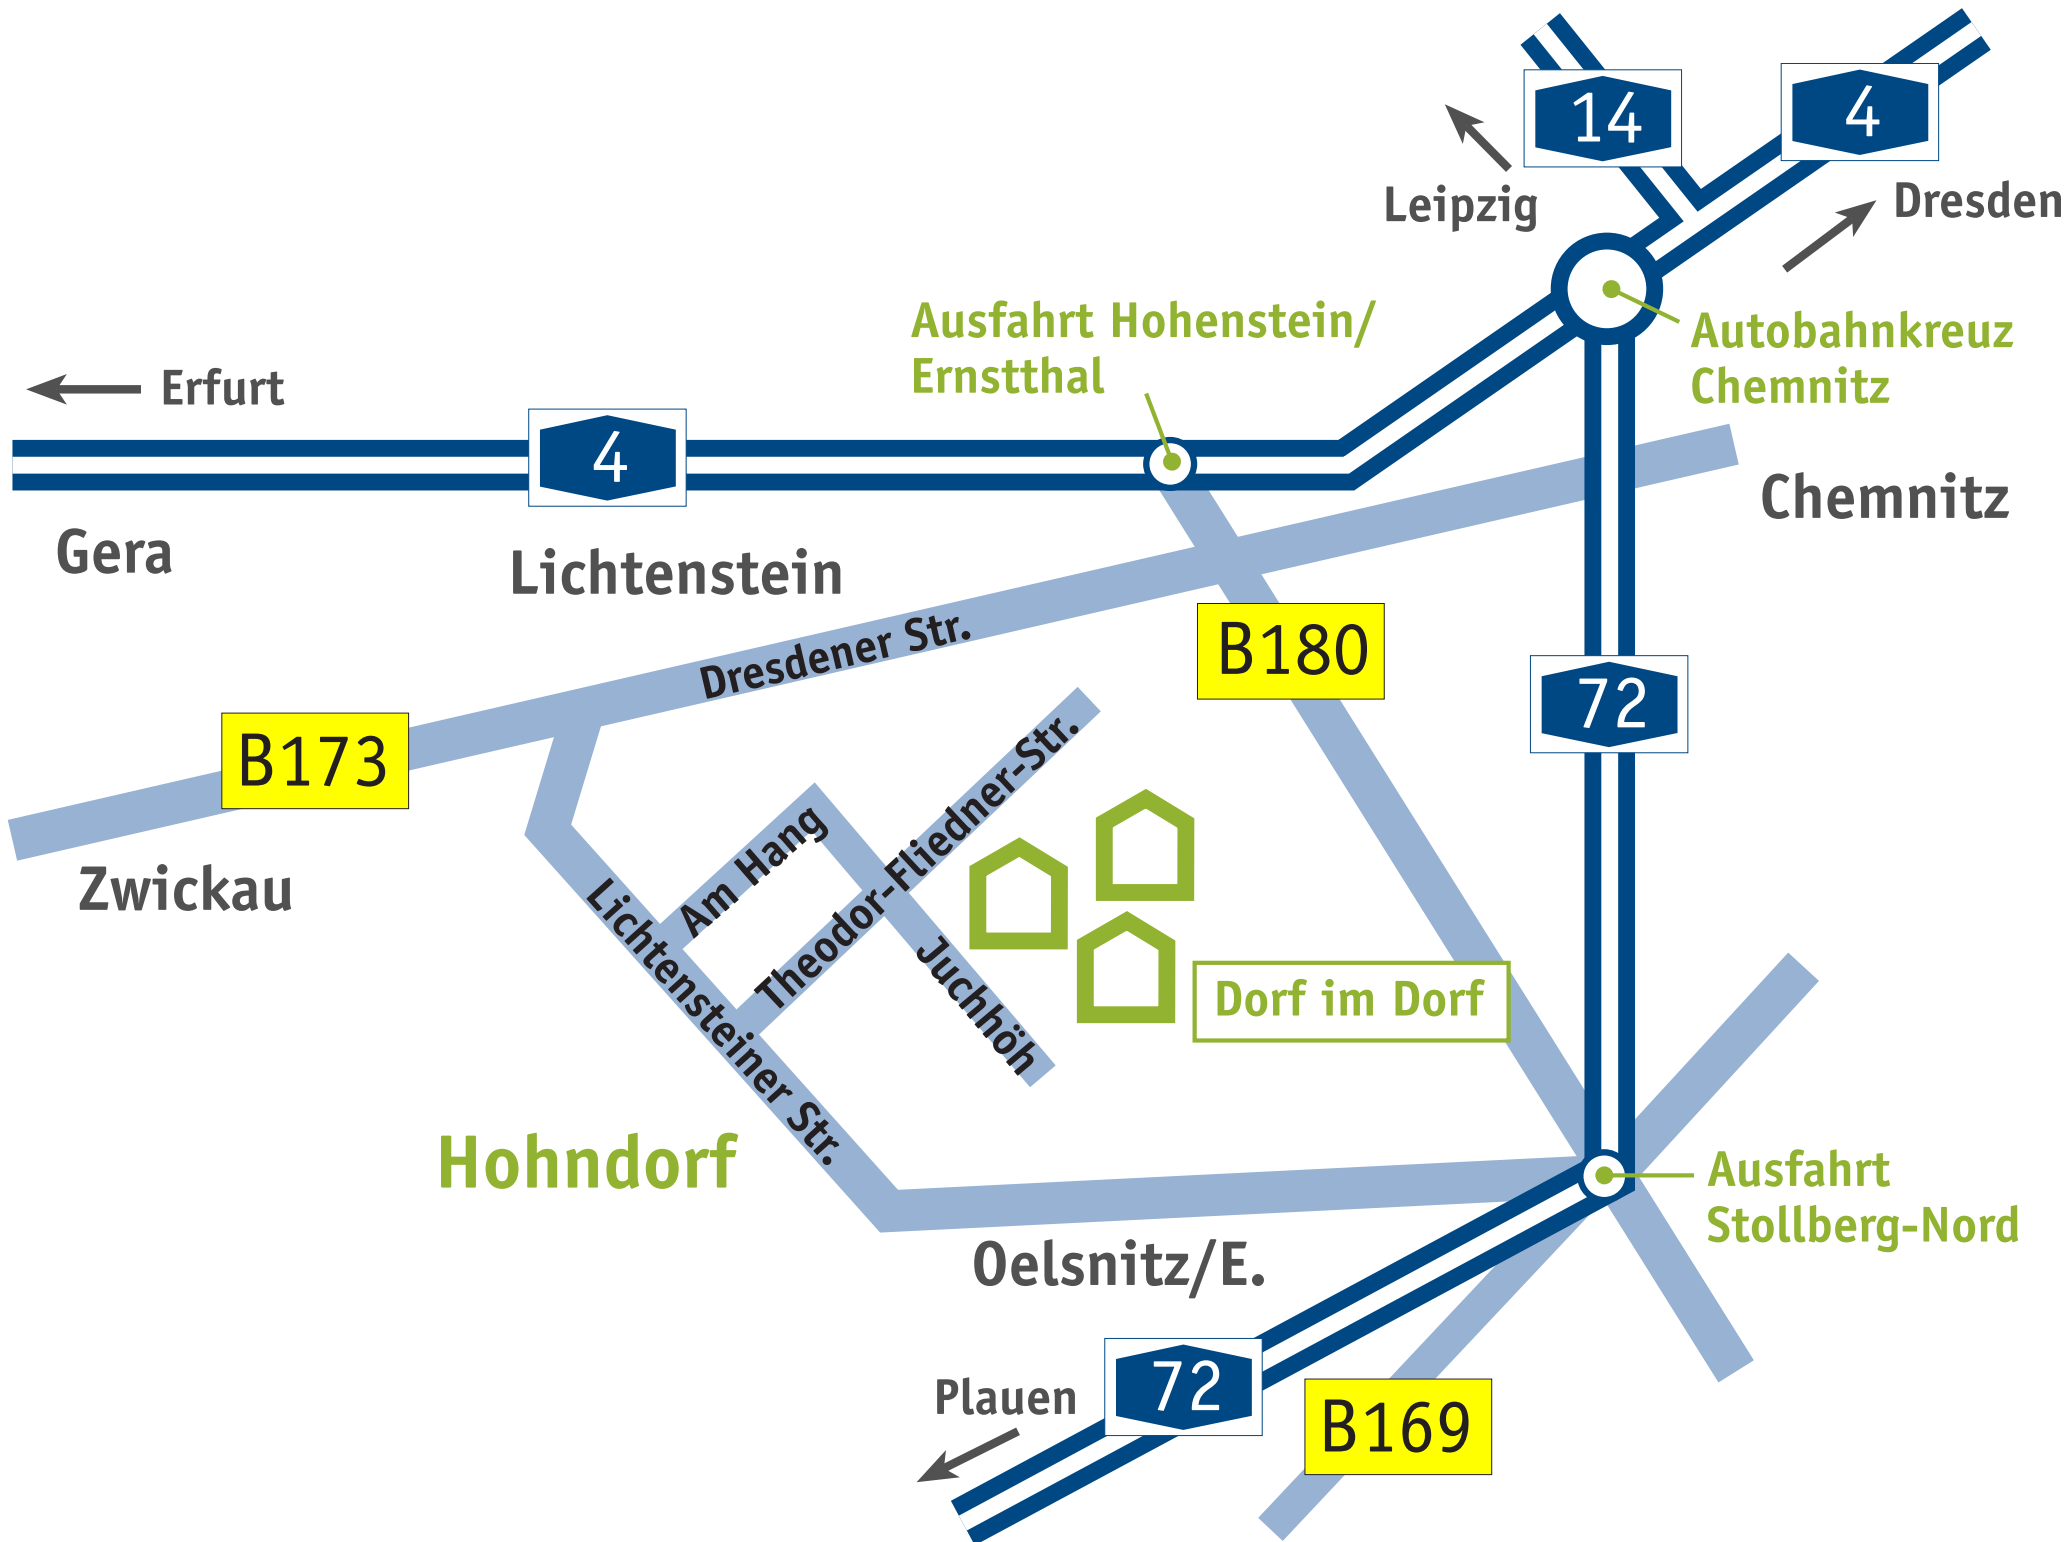 14
4
Leipzig
Dresden
Ausfahrt Hohenstein/
Ernstthal
Autobahnkreuz
Chemnitz
Erfurt
4
Gera
Lichtenstein
Chemnitz
Dresdener Str.
B180
72
B173
Zwickau
Am Hang
Theodor-Fliedner-Str.
Lichtensteiner Str.
Juchhöh
Dorf im Dorf
Hohndorf
Ausfahrt
Stollberg-Nord
Oelsnitz/E.
72
Plauen
B169